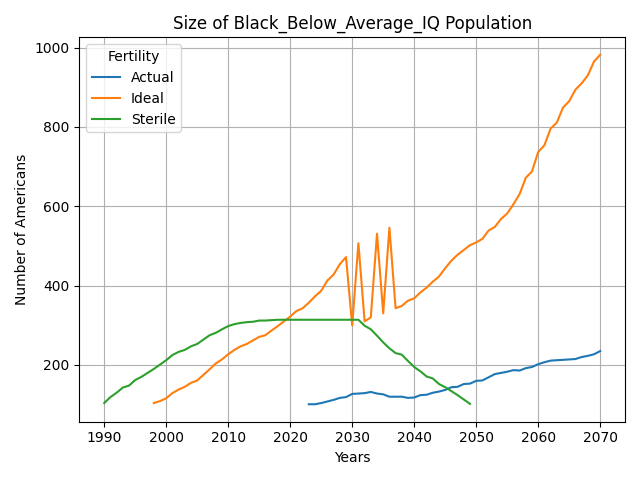 Size of Black_Below_Average_IQ Population
Fertility
Actual
Ideal
Sterile
1000
800
600
400
200
Number of Americans
1990 2000 2010 2020 2030 2040 2050 2060 2070
Years